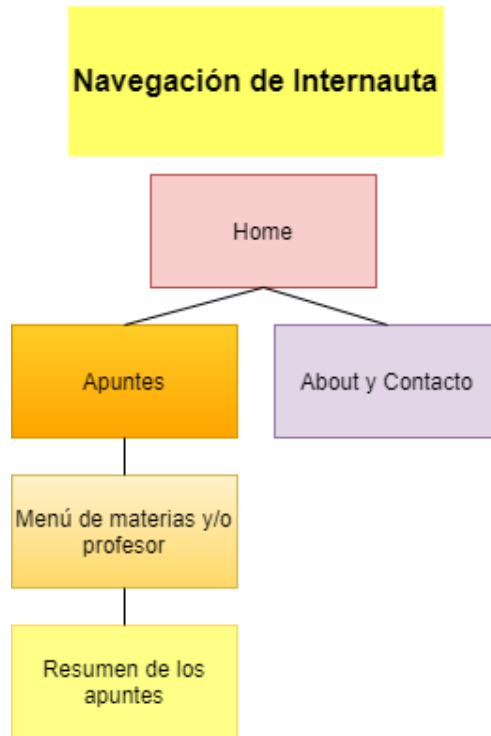 Navegación de Internauta
Home
Apuntes
About y Contacto
Menú de materias y/o
profesor
Resumen de los
apuntes